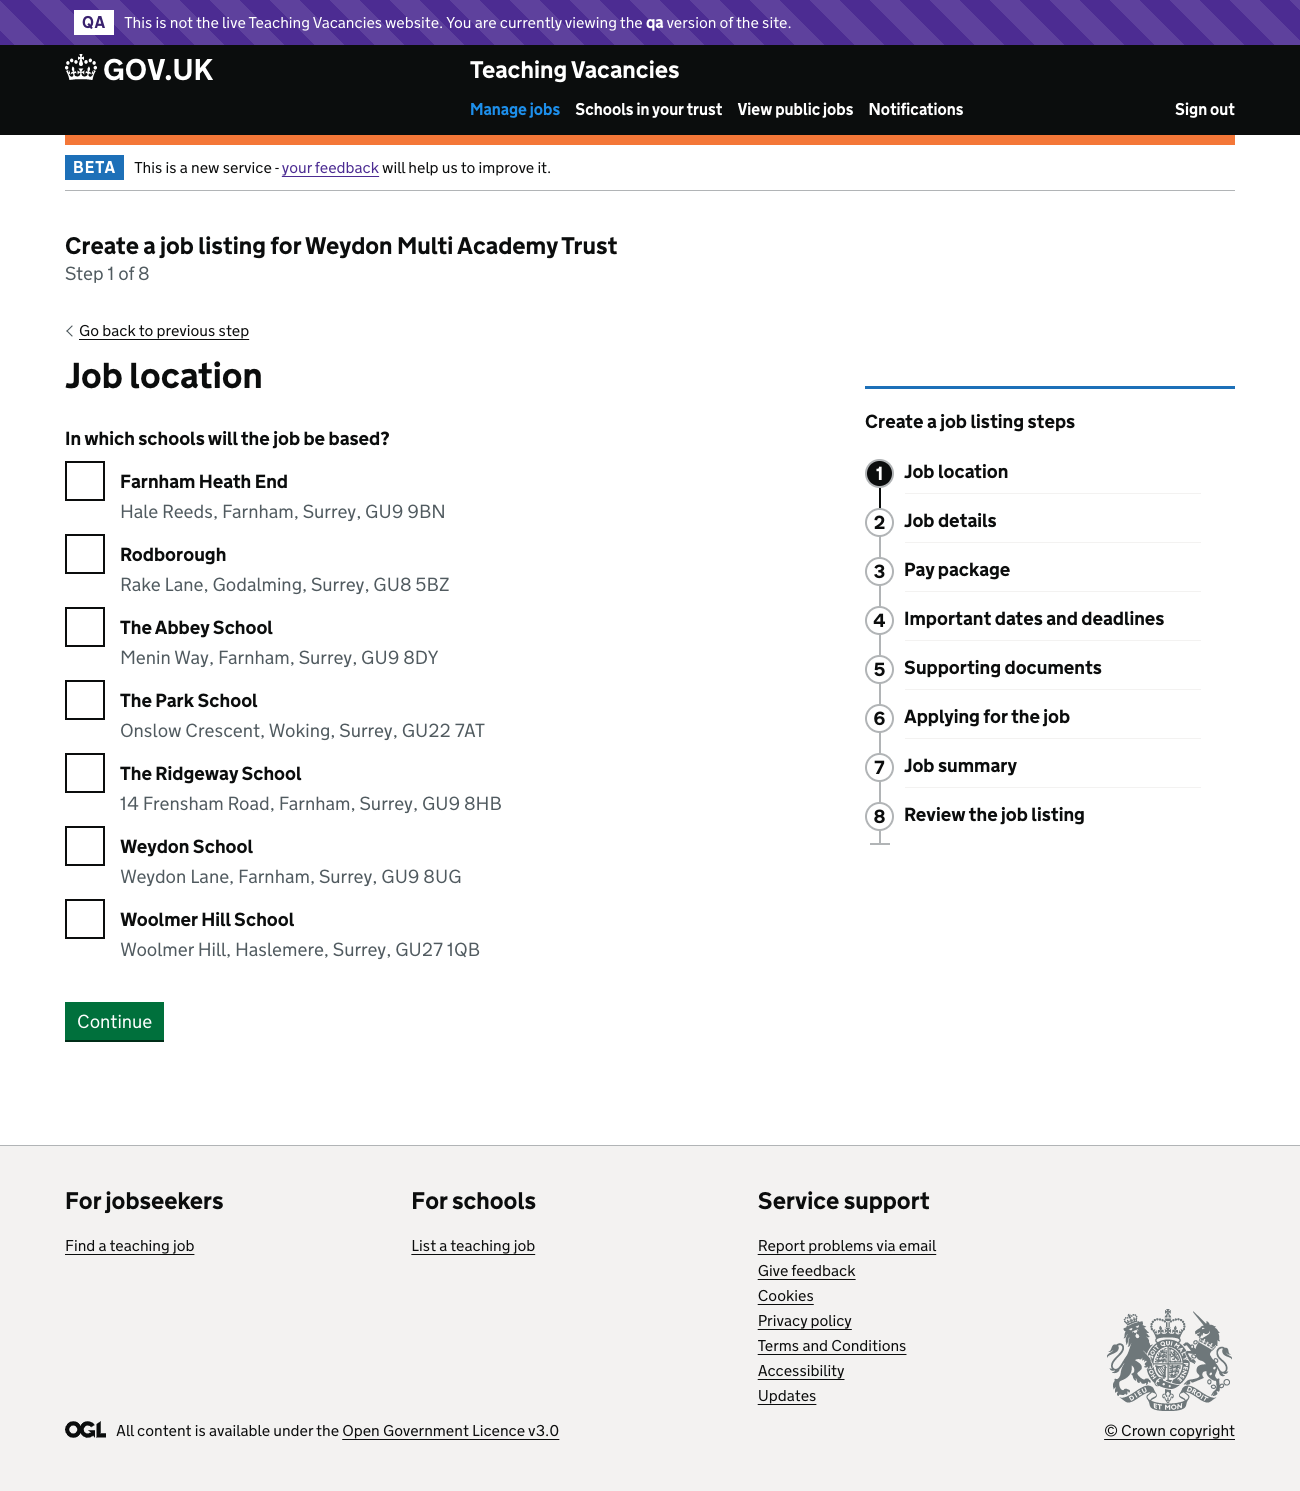 QA This is not the live Teaching Vacancies website. You are currently viewing the qa version of the site.
GOV.UK
Teaching Vacancies
Manage jobs Schools in your trust View public jobs Notifications Sign out
BETA This is a new service - your feedback will help us to improve it.
Create a job listing for Weydon Multi Academy Trust
Step 1 of 8
Go back to previous step
Job location
In which schools will the job be based?
Farnham Heath End
Hale Reeds, Farnham, Surrey, GU9 9BN
Rodborough
Rake Lane, Godalming, Surrey, GU8 5BZ
The Abbey School
Menin Way, Farnham, Surrey, GU9 8DY
The Park School
Onslow Crescent, Woking, Surrey, GU22 7AT
The Ridgeway School
14 Frensham Road, Farnham, Surrey, GU9 8HB
Weydon School
Weydon Lane, Farnham, Surrey, GU9 8UG
Woolmer Hill School
Woolmer Hill, Haslemere, Surrey, GU27 1QB
Continue
Create a job listing steps
1 Job location
2 Job details
3 Pay package
4 Important dates and deadlines
5 Supporting documents
6 Applying for the job
7 Job summary
8 Review the job listing
For jobseekers
Find a teaching job
For schools
List a teaching job
Service support
Report problems via email
Give feedback
Cookies
Privacy policy
Terms and Conditions
Accessibility
Updates
DIEU ET MON DROIT
OGL All content is available under the Open Government Licence v3.0
© Crown copyright